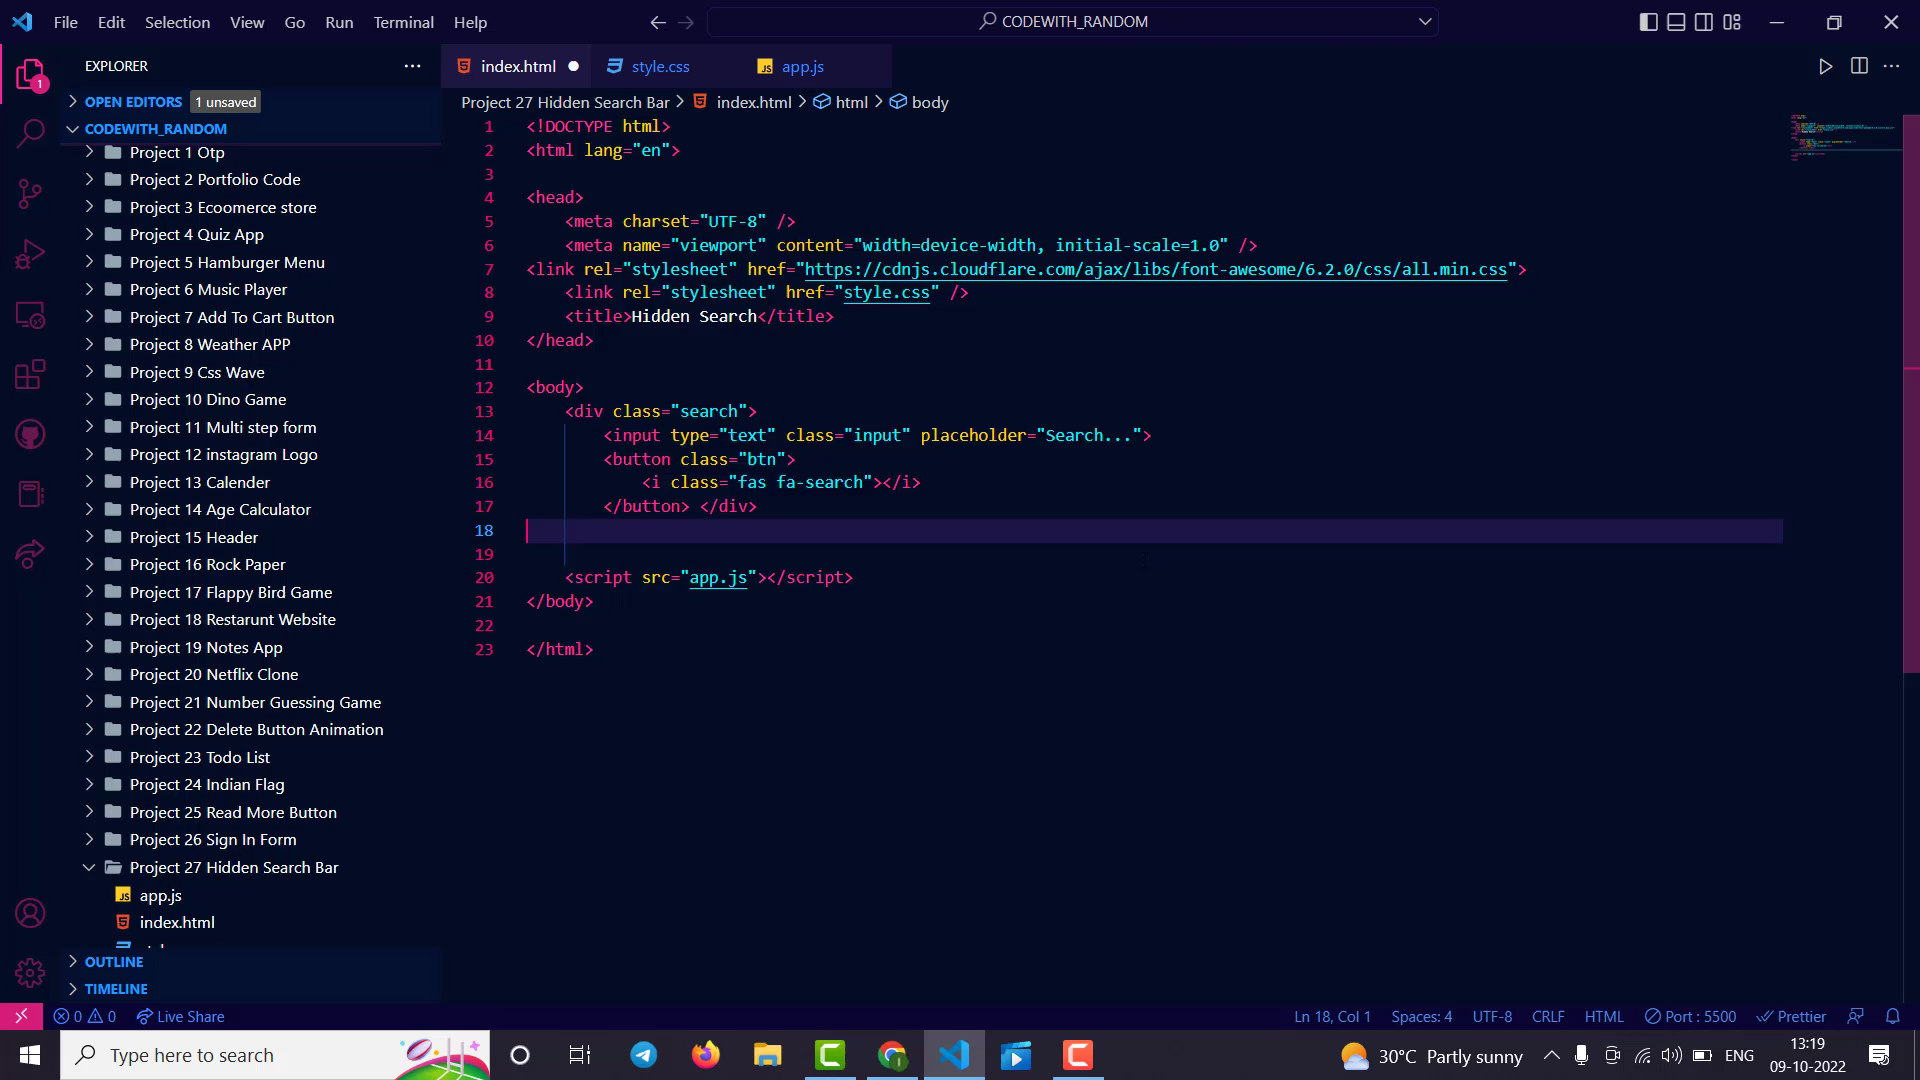 File Edit Selection View Go Run Terminal Help
CODEWITH_RANDOM
EXPLORER
index.html
style.css
app.js
OPEN EDITORS 1 unsaved
CODEWITH_RANDOM
Project 1 Otp
Project 2 Portfolio Code
Project 3 Ecoomerce store
Project 4 Quiz App
Project 5 Hamburger Menu
Project 6 Music Player
Project 7 Add To Cart Button
Project 8 Weather APP
Project 9 Css Wave
Project 10 Dino Game
Project 11 Multi step form
Project 12 instagram Logo
Project 13 Calender
Project 14 Age Calculator
Project 15 Header
Project 16 Rock Paper
Project 17 Flappy Bird Game
Project 18 Restarunt Website
Project 19 Notes App
Project 20 Netflix Clone
Project 21 Number Guessing Game
Project 22 Delete Button Animation
Project 23 Todo List
Project 24 Indian Flag
Project 25 Read More Button
Project 26 Sign In Form
Project 27 Hidden Search Bar
app.js
index.html
OUTLINE
TIMELINE
Project 27 Hidden Search Bar > index.html > html > body
1 <!DOCTYPE html>
2 <html lang="en">
3
4 <head>
5 <meta charset="UTF-8" />
6 <meta name="viewport" content="width=device-width, initial-scale=1.0" />
7 <link rel="stylesheet" href="https://cdnjs.cloudflare.com/ajax/libs/font-awesome/6.2.0/css/all.min.css">
8 <link rel="stylesheet" href="style.css" />
9 <title>Hidden Search</title>
10 </head>
11
12 <body>
13 <div class="search">
14 <input type="text" class="input" placeholder="Search...">
15 <button class="btn">
16 <i class="fas fa-search"></i>
17 </button> </div>
18
19
20 <script src="app.js"></script>
21 </body>
22
23 </html>
1
0 0 Live Share
Ln 18, Col 1 Spaces: 4 UTF-8 CRLF HTML Port : 5500 Prettier
Type here to search
30°C Partly sunny
ENG
13:19
09-10-2022